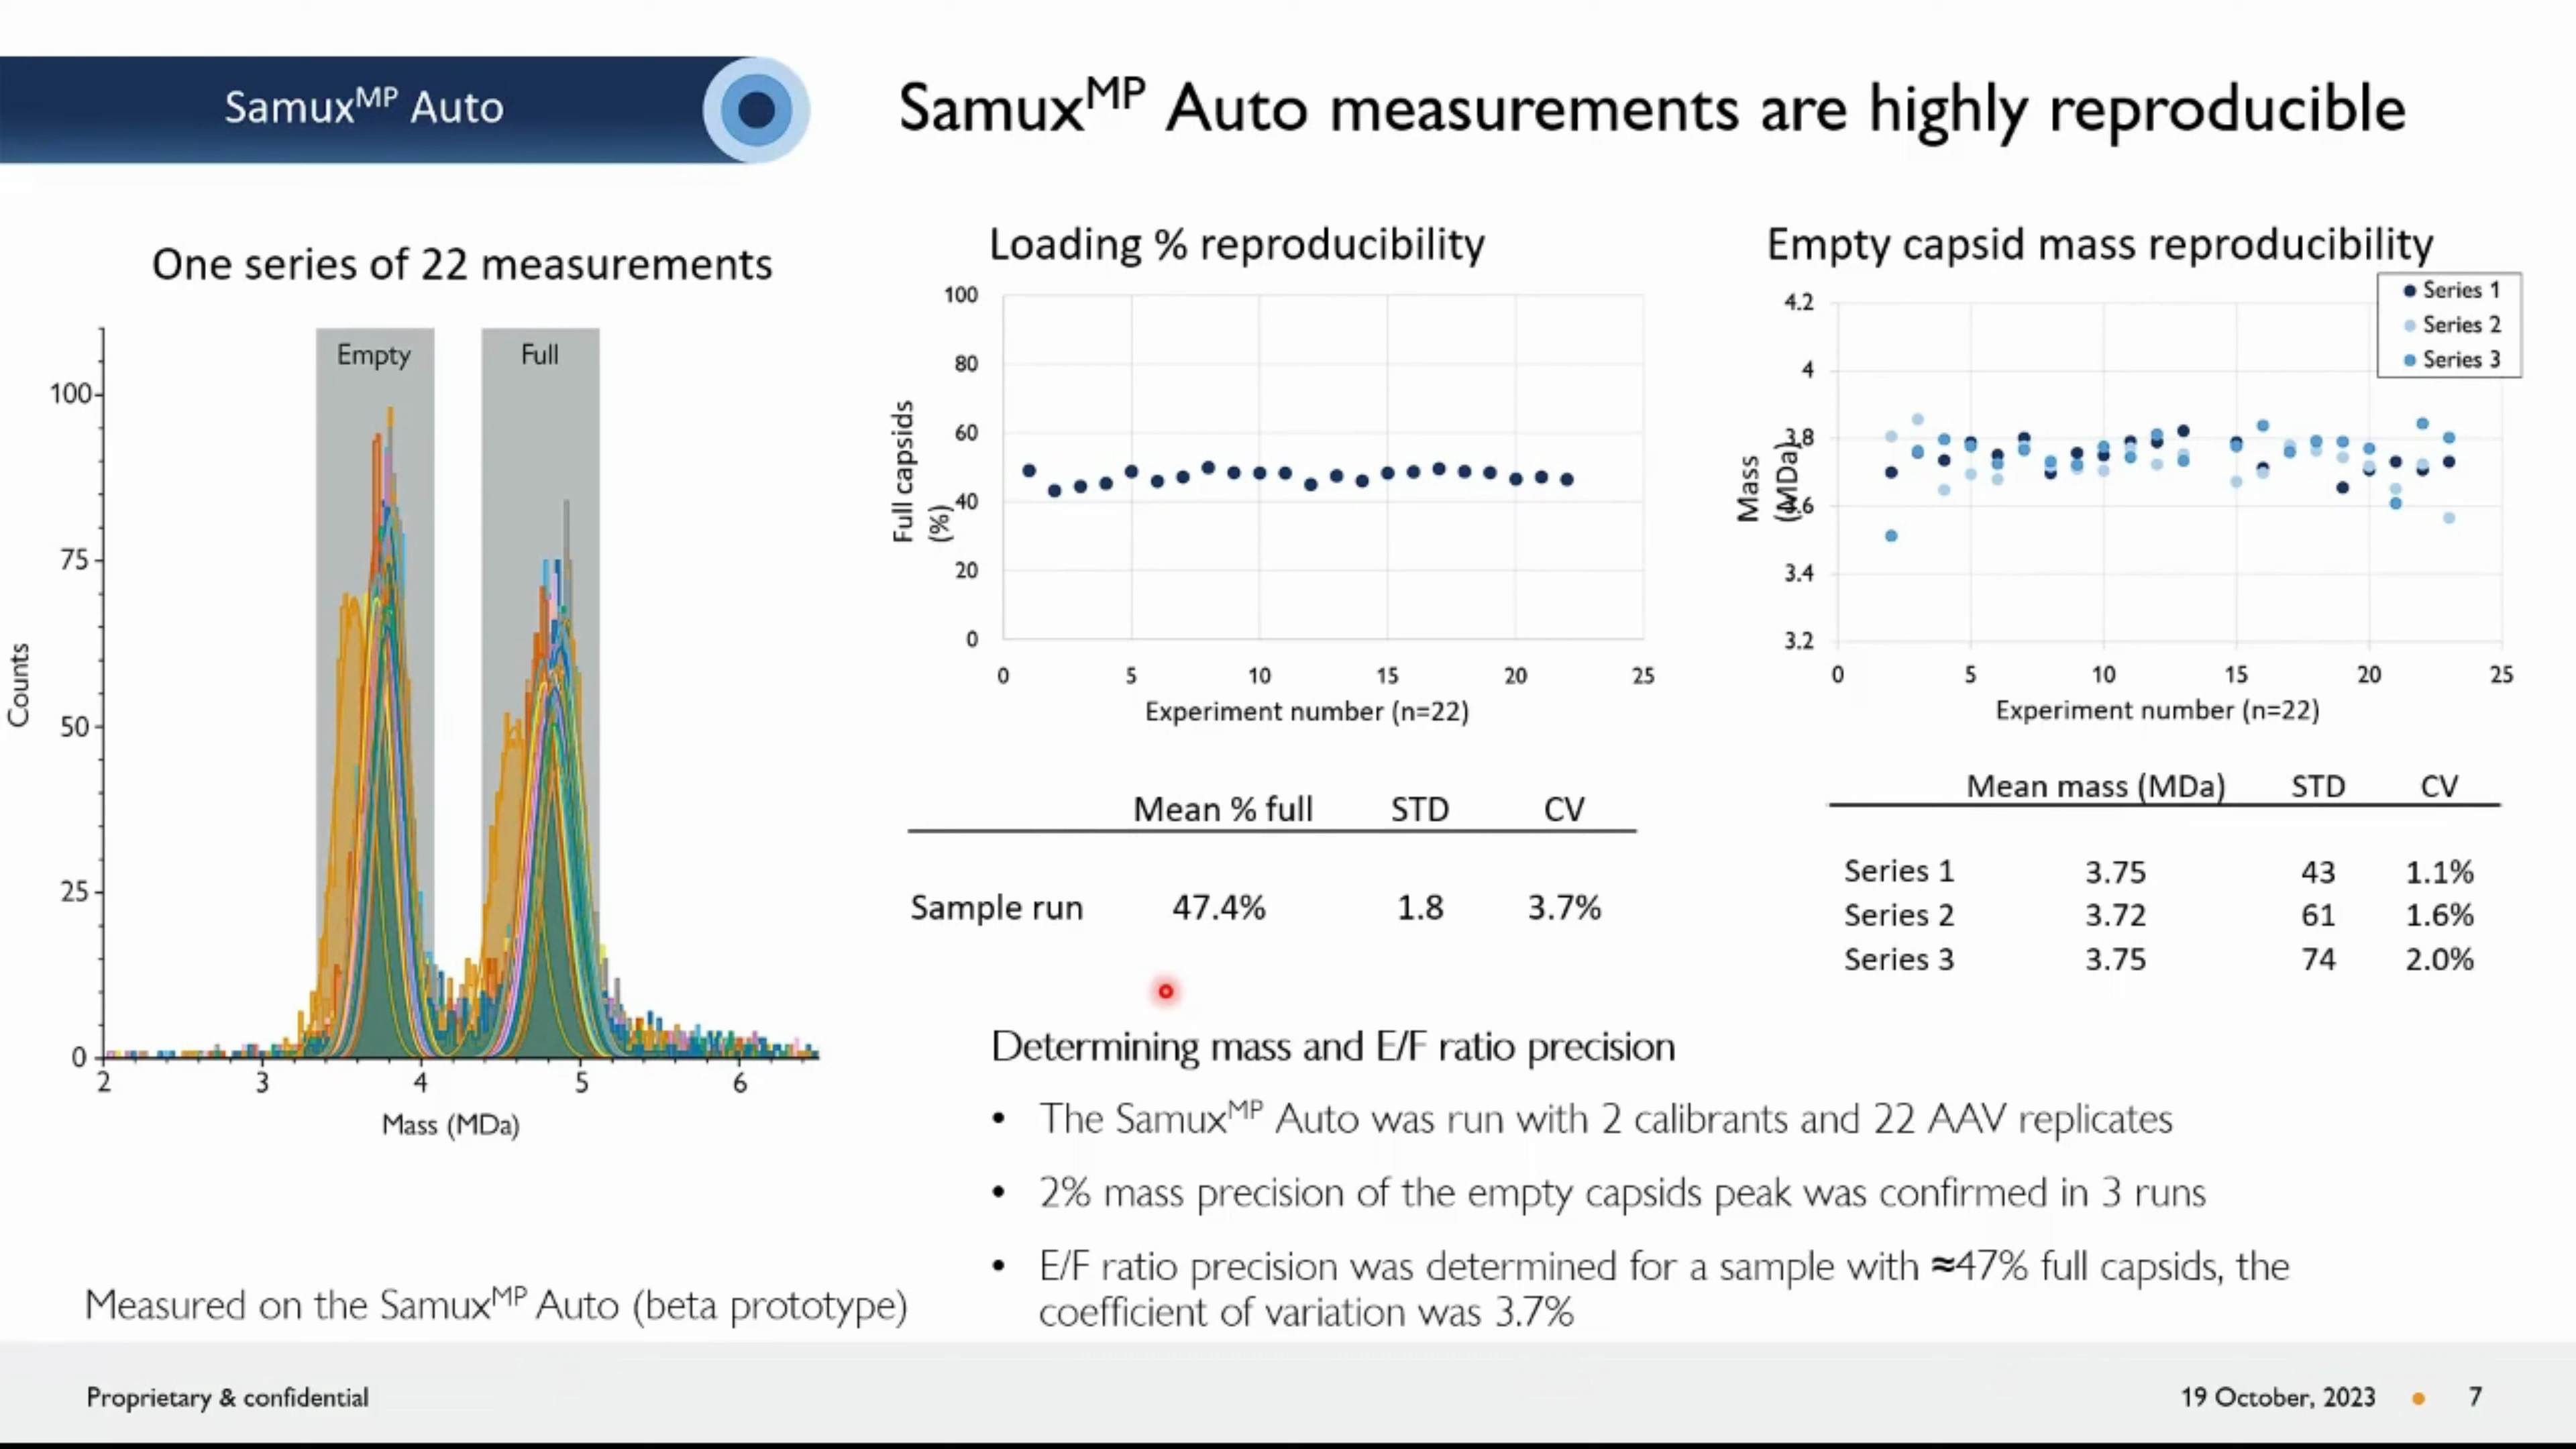 Samux^MP Auto
Samux^MP Auto measurements are highly reproducible
One series of 22 measurements
Empty
Full
100
75
50
25
0
Counts
2 3 4 5 6
Mass (MDa)
Measured on the Samux^MP Auto (beta prototype)
Loading % reproducibility
100
80
60
40
20
0
Full capsids
(%)
0 5 10 15 20 25
Experiment number (n=22)
Mean % full STD CV
Sample run 47.4% 1.8 3.7%
Empty capsid mass reproducibility
Series 1
Series 2
Series 3
4.2
4
3.8
3.6
3.4
3.2
Mass
(MDa)
0 5 10 15 20 25
Experiment number (n=22)
Mean mass (MDa) STD CV
Series 1 3.75 43 1.1%
Series 2 3.72 61 1.6%
Series 3 3.75 74 2.0%
Determining mass and E/F ratio precision
• The Samux^MP Auto was run with 2 calibrants and 22 AAV replicates
• 2% mass precision of the empty capsids peak was confirmed in 3 runs
• E/F ratio precision was determined for a sample with ≈47% full capsids, the
coefficient of variation was 3.7%
Proprietary & confidential
19 October, 2023 • 7